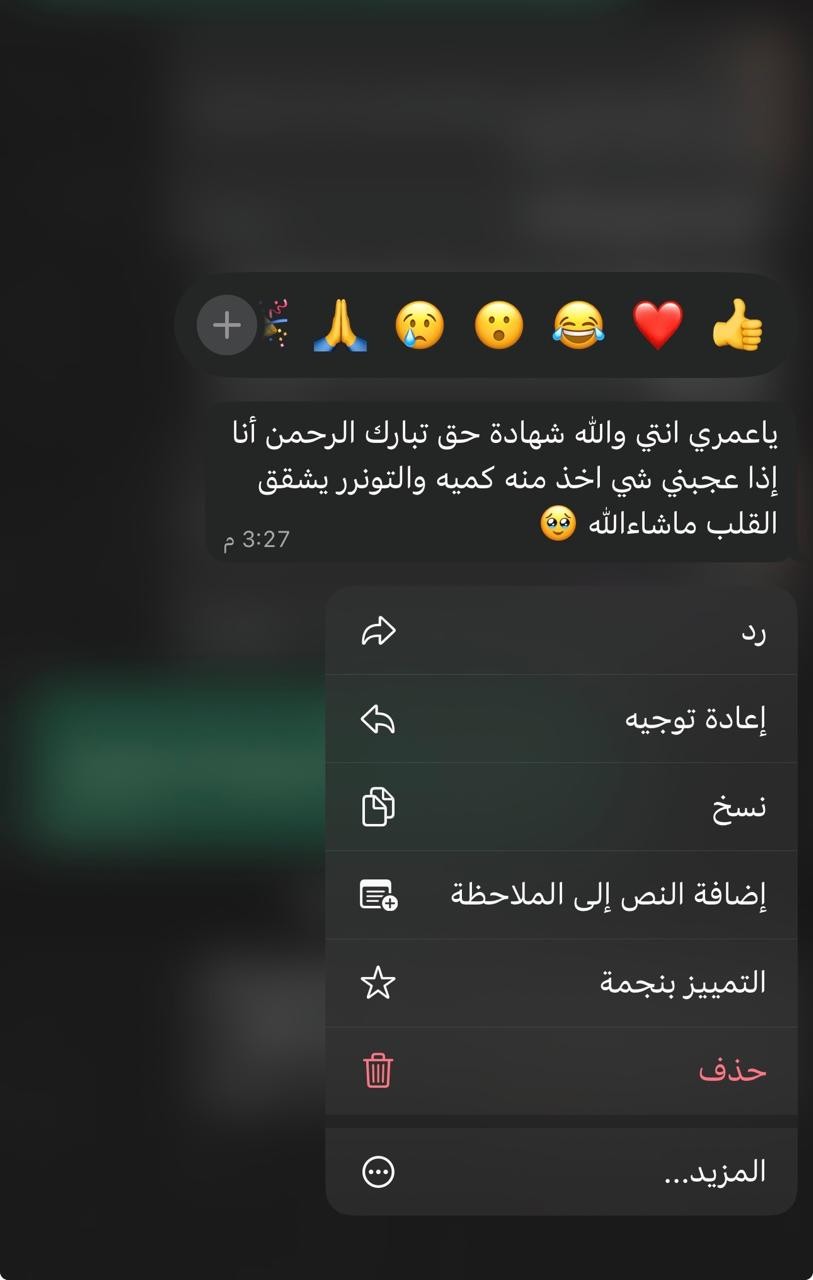 ياعمري انتي والله شهادة حق تبارك الرحمن أنا
إذا عجبني شي اخذ منه كميه والتونرر يشقق
القلب ماشاءالله 🥹
3:27 م
رد
إعادة توجيه
نسخ
إضافة النص إلى الملاحظة
التمييز بنجمة
حذف
المزيد...